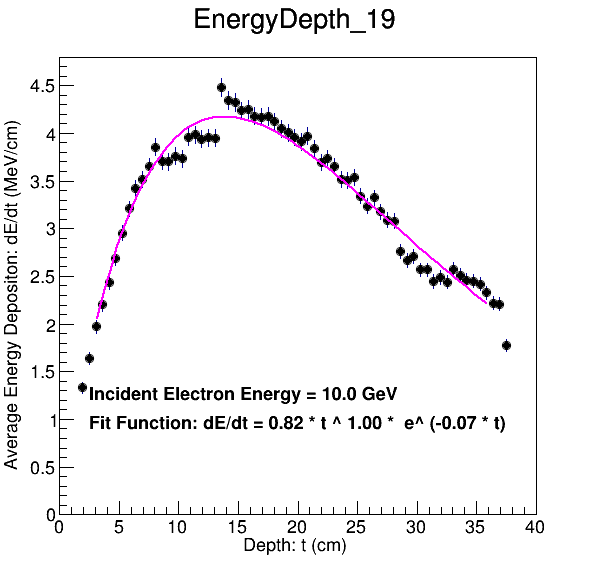 EnergyDepth_19
Average Energy Depositon: dE/dt (MeV/cm)
4.5
4
3.5
3
2.5
2
1.5
1
0.5
0
Incident Electron Energy = 10.0 GeV
Fit Function: dE/dt = 0.82 * t ^ 1.00 * e^ (-0.07 * t)
0 5 10 15 20 25 30 35 40
Depth: t (cm)